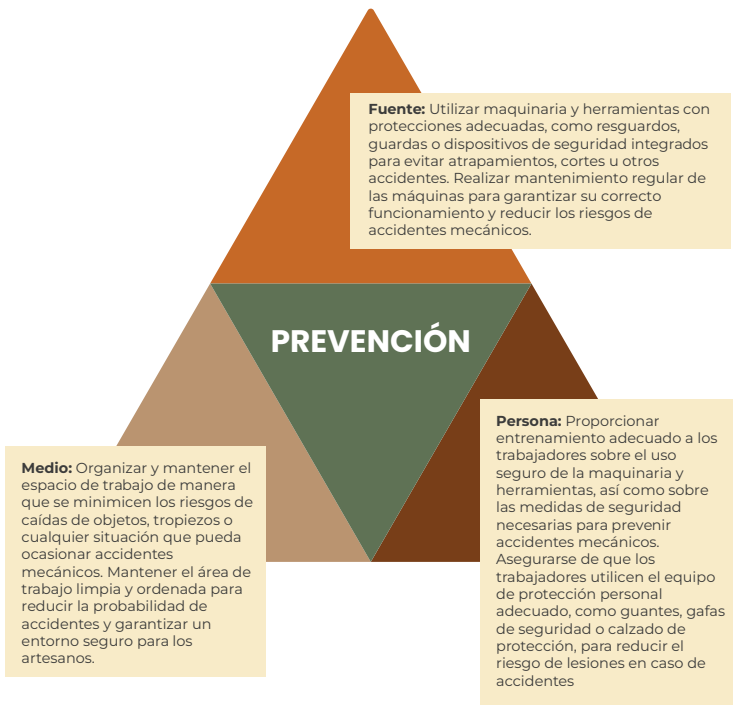 Fuente: Utilizar maquinaria y herramientas con
protecciones adecuadas, como resguardos,
guardas o dispositivos de seguridad integrados
para evitar atrapamientos, cortes u otros
accidentes. Realizar mantenimiento regular de
las máquinas para garantizar su correcto
funcionamiento y reducir los riesgos de
accidentes mecánicos.
PREVENCIÓN
Medio: Organizar y mantener el
espacio de trabajo de manera
que se minimicen los riesgos de
caídas de objetos, tropiezos o
cualquier situación que pueda
ocasionar accidentes
mecánicos. Mantener el área de
trabajo limpia y ordenada para
reducir la probabilidad de
accidentes y garantizar un
entorno seguro para los
artesanos.
Persona: Proporcionar
entrenamiento adecuado a los
trabajadores sobre el uso
seguro de la maquinaria y
herramientas, así como sobre
las medidas de seguridad
necesarias para prevenir
accidentes mecánicos.
Asegurarse de que los
trabajadores utilicen el equipo
de protección personal
adecuado, como guantes, gafas
de seguridad o calzado de
protección, para reducir el
riesgo de lesiones en caso de
accidentes